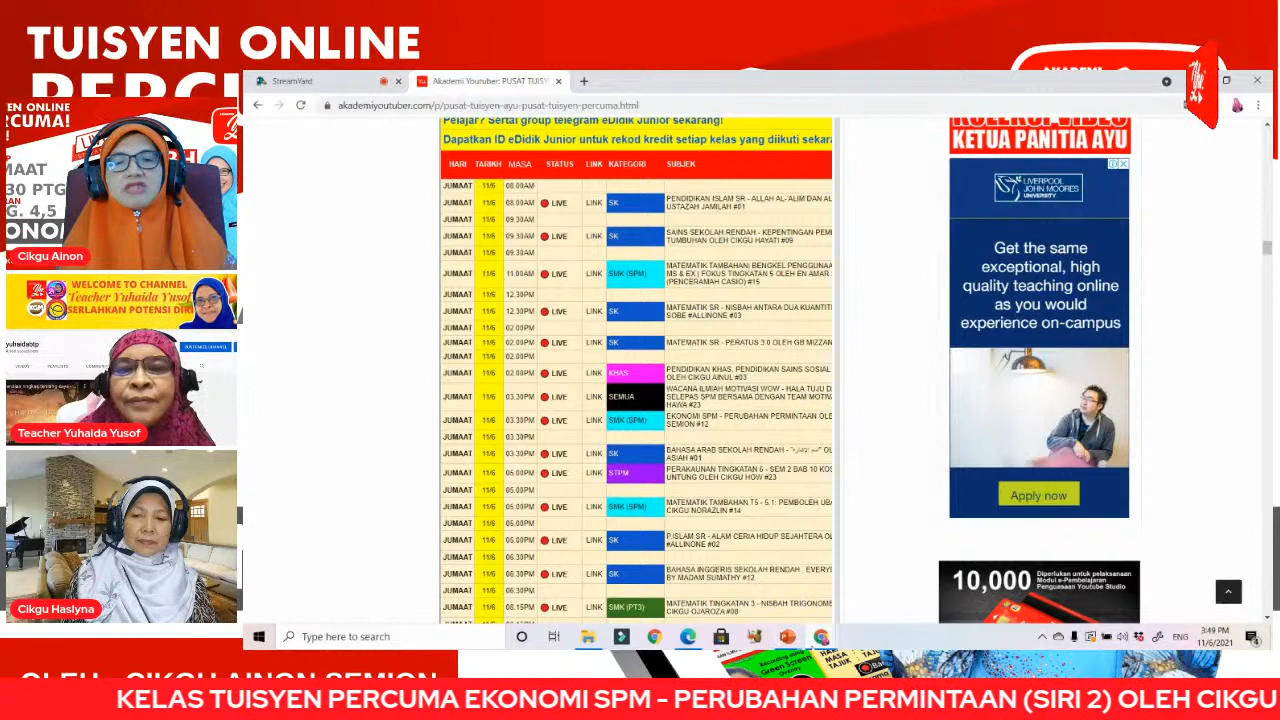 TUISYEN ONLINE
StreamYard
Akademi Youtuber: PUSAT TUISY
akademiyoutuber.com/p/pusat-tuisyen-ayu-pusat-tuisyen-percuma.html
EN ONLINE
CUMA!
MAAT
30 PTG
G. 4,5
ONOM
Cikgu Ainon
WELCOME TO CHANNEL
Teacher Yuhaida Yusof
SERLAHKAN POTENSI DIRI
yuhaidabtp
CUSTOMIZE CHANNEL
VIDEOS
PLAYLISTS
COMMENTS
Teacher Yuhaida Yusof
Cikgu Haslyna
Pelajar? Sertai group telegram eDidik Junior sekarang!
Dapatkan ID eDidik Junior untuk rekod kredit setiap kelas yang diikuti sekara
HARI TARIKH MASA STATUS LINK KATEGORI SUBJEK
JUMAAT 11/6 08.00AM
JUMAAT 11/6 08.00AM LIVE LINK SK PENDIDIKAN ISLAM SR - ALLAH AL-'ALIM DAN AL
USTAZAH JAMILAH #01
JUMAAT 11/6 09.30AM
JUMAAT 11/6 09.30AM LIVE LINK SK SAINS SEKOLAH RENDAH - KEPENTINGAN PEM
TUMBUHAN OLEH CIKGU HAYATI #09
JUMAAT 11/6 09.30AM
JUMAAT 11/6 11.00AM LIVE LINK SMK (SPM) MATEMATIK TAMBAHAN| BENGKEL PENGGUNAA
MS & EX ) FOKUS TINGKATAN 5 OLEH EN AMAR
(PENCERAMAH CASIO) #15
JUMAAT 11/6 12.30PM
JUMAAT 11/6 12.30PM LIVE LINK SK MATEMATIK SR - NISBAH ANTARA DUA KUANTITI
SOBE #ALLINONE #03
JUMAAT 11/6 02.00PM
JUMAAT 11/6 02.00PM LIVE LINK SK MATEMATIK SR - PERATUS 3.0 OLEH GB MIZZAN
JUMAAT 11/6 02.00PM
JUMAAT 11/6 02.00PM LIVE LINK KHAS PENDIDIKAN KHAS, PENDIDIKAN SAINS SOSIAL
OLEH CIKGU AINUL #03
JUMAAT 11/6 03.30PM LIVE LINK SEMUA WACANA ILMIAH MOTIVASI WOW - HALA TUJU D
SELEPAS SPM BERSAMA DENGAN TEAM MOTIV
HAWA #23
JUMAAT 11/6 03.30PM LIVE LINK SMK (SPM) EKONOMI SPM - PERUBAHAN PERMINTAAN OLE
SEMION #12
JUMAAT 11/6 03.30PM
JUMAAT 11/6 03.30PM LIVE LINK SK BAHASA ARAB SEKOLAH RENDAH -
ASIAH #01
JUMAAT 11/6 05.00PM LIVE LINK STPM PERAKAUNAN TINGKATAN 6 - SEM 2 BAB 10 KOS
UNTUNG OLEH CIKGU HOW #23
JUMAAT 11/6 05.00PM
JUMAAT 11/6 05.00PM LIVE LINK SMK (SPM) MATEMATIK TAMBAHAN T5 - 5.1: PEMBOLEH UBA
CIKGU NORAZLIN #14
JUMAAT 11/6 05.00PM
JUMAAT 11/6 05.00PM LIVE LINK SK P.ISLAM SR - ALAM CERIA HIDUP SEJAHTERA OL
#ALLINONE #02
JUMAAT 11/6 06.30PM
JUMAAT 11/6 06.30PM LIVE LINK SK BAHASA INGGERIS SEKOLAH RENDAH . EVERY
BY MADAM SUMATHY #12
JUMAAT 11/6 06.30PM
JUMAAT 11/6 08.15PM LIVE LINK SMK (PT3) MATEMATIK TINGKATAN 3 - NISBAH TRIGONOME
CIKGU OJAROZA #08
KETUA PANITIA AYU
LIVERPOOL
JOHN MOORES
UNIVERSITY
Get the same
exceptional, high
quality teaching online
as you would
experience on-campus
Apply now
10,000
Diperlukan untuk pelaksanaan
Modul e-Pembelajaran
Penguasaan Youtube Studio
Type here to search
ENG
3:49 PM
11/6/2021
KELAS TUISYEN PERCUMA EKONOMI SPM - PERUBAHAN PERMINTAAN (SIRI 2) OLEH CIKGU